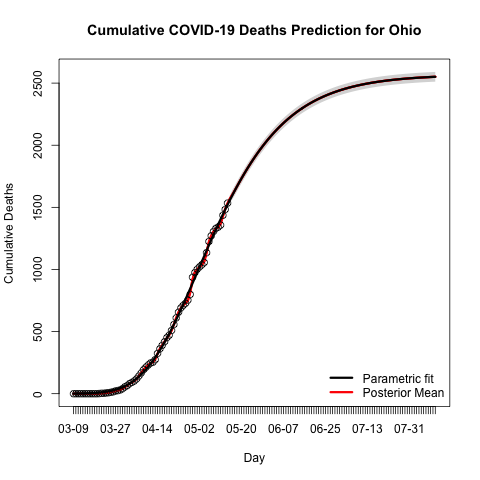 Cumulative COVID-19 Deaths Prediction for Ohio
Cumulative Deaths
2500
2000
1500
1000
500
0
Parametric fit
Posterior Mean
03-09 03-27 04-14 05-02 05-20 06-07 06-25 07-13 07-31
Day